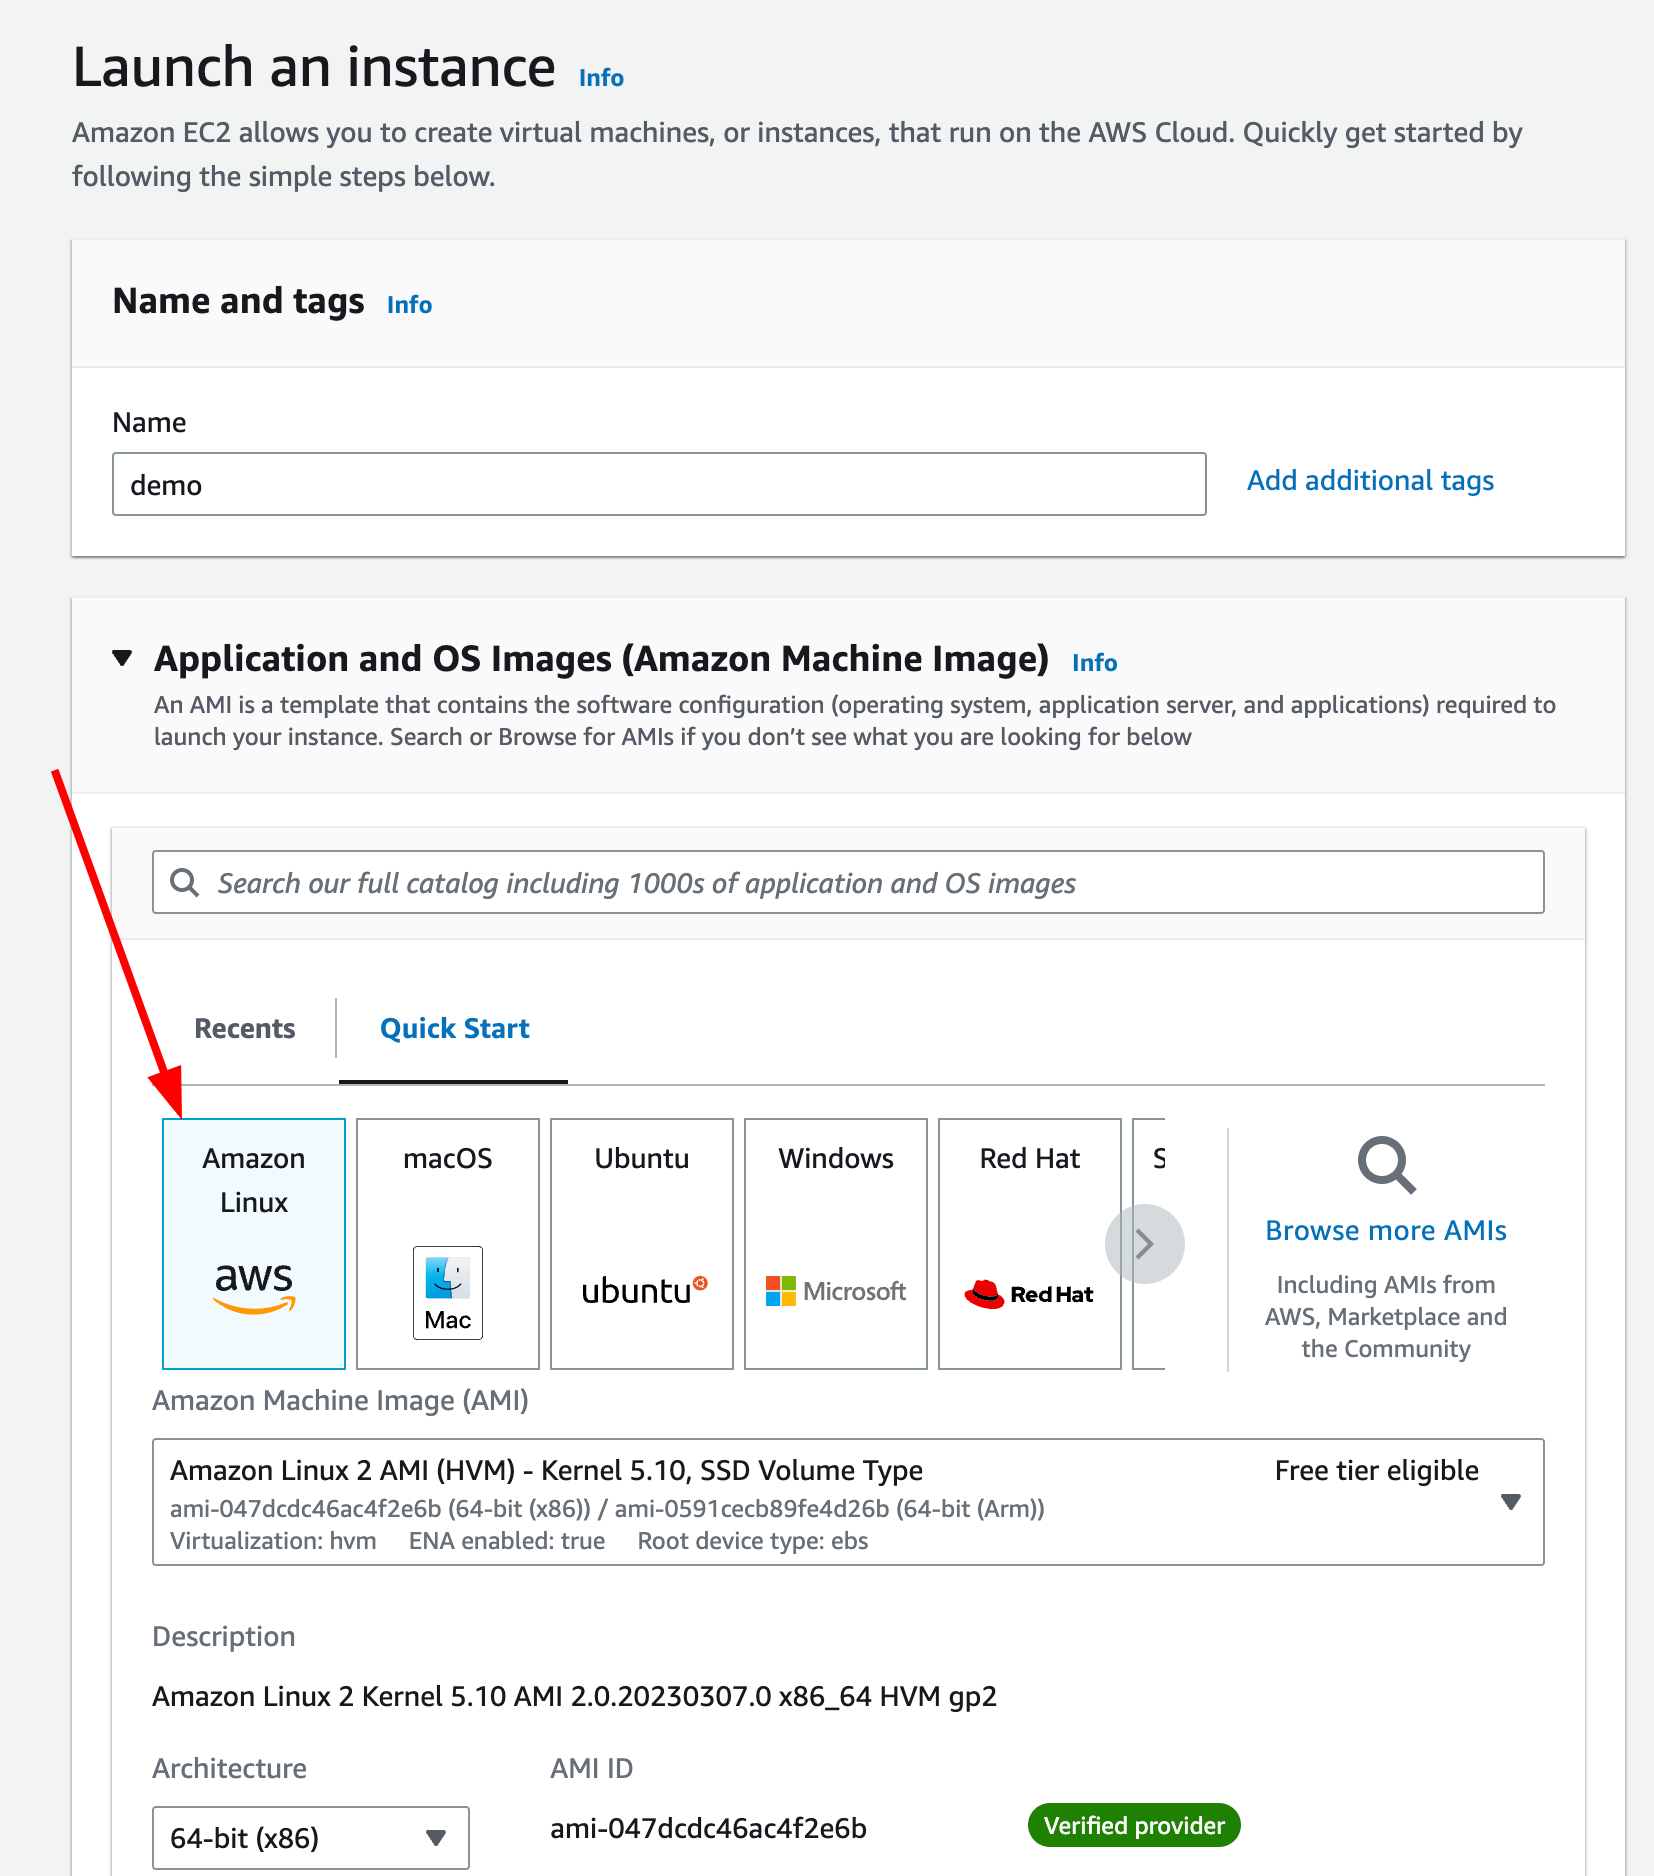 Launch an instance Info
Amazon EC2 allows you to create virtual machines, or instances, that run on the AWS Cloud. Quickly get started by
following the simple steps below.
Name and tags Info
Name
demo
Add additional tags
Application and OS Images (Amazon Machine Image) Info
An AMI is a template that contains the software configuration (operating system, application server, and applications) required to
launch your instance. Search or Browse for AMIs if you don’t see what you are looking for below
Search our full catalog including 1000s of application and OS images
Recents
Quick Start
Amazon
Linux
aws
macOS
Mac
Ubuntu
ubuntu
Windows
Microsoft
Red Hat
Red Hat
S
Browse more AMIs
Including AMIs from
AWS, Marketplace and
the Community
Amazon Machine Image (AMI)
Amazon Linux 2 AMI (HVM) - Kernel 5.10, SSD Volume Type
Free tier eligible
ami-047dcdc46ac4f2e6b (64-bit (x86)) / ami-0591cecb89fe4d26b (64-bit (Arm))
Virtualization: hvm ENA enabled: true Root device type: ebs
Description
Amazon Linux 2 Kernel 5.10 AMI 2.0.20230307.0 x86_64 HVM gp2
Architecture
AMI ID
64-bit (x86)
ami-047dcdc46ac4f2e6b
Verified provider